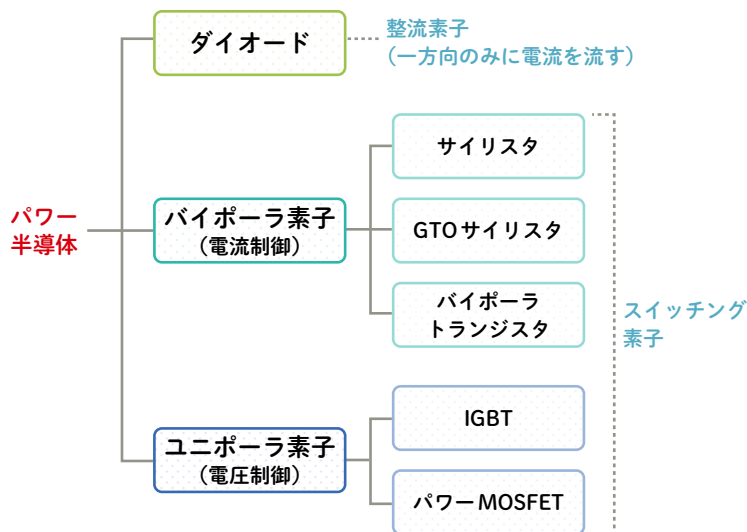 ダイオード
整流素子
（一方向のみに電流を流す）
サイリスタ
パワー
半導体
バイポーラ素子
（電流制御）
GTOサイリスタ
バイポーラ
トランジスタ
スイッチング
素子
IGBT
ユニポーラ素子
（電圧制御）
パワーMOSFET